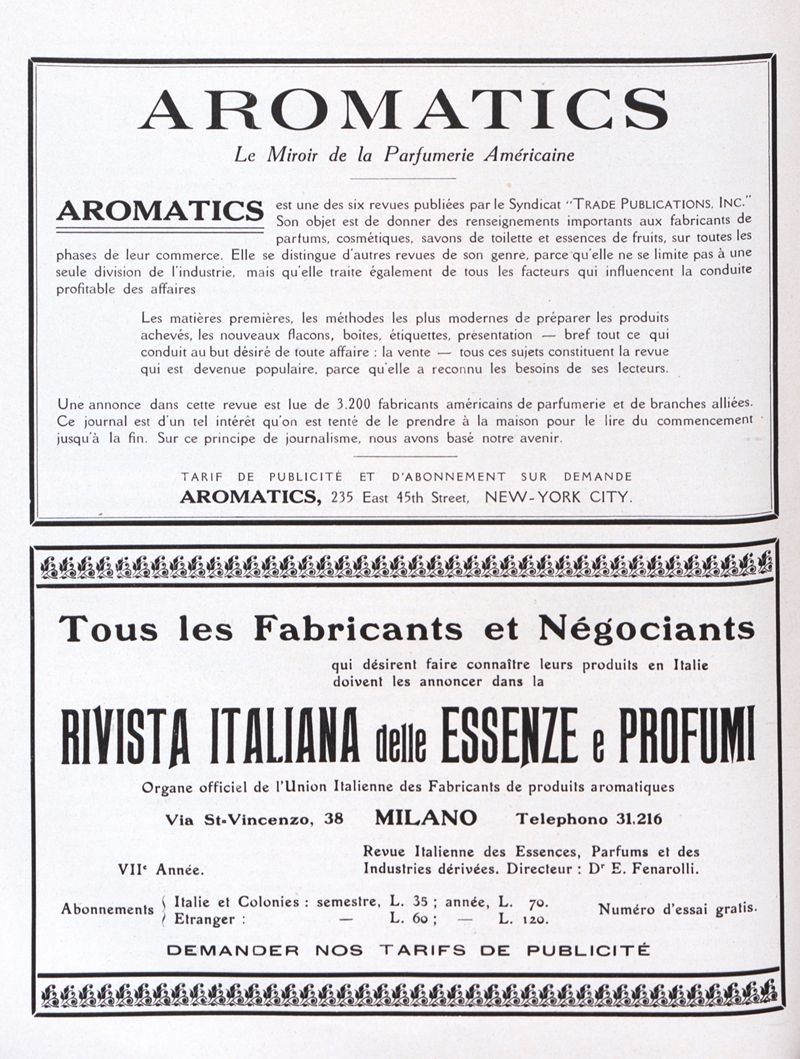 AROMATICS
Le Miroir de la Parfumerie Américaine
AROMATICS est une des six revues publiées par le Syndicat "TRADE PUBLICATIONS, INC."
Son objet est de donner des renseignements importants aux fabricants de
parfums, cosmétiques, savons de toilette et essences de fruits, sur toutes les
phases de leur commerce. Elle se distingue d'autres revues de son genre, parce qu'elle ne se limite pas à une
seule division de l'industrie, mais qu'elle traite également de tous les facteurs qui influencent la conduite
profitable des affaires
Les matières premières, les méthodes les plus modernes de préparer les produits
achevés, les nouveaux flacons, boîtes, étiquettes, présentation — bref tout ce qui
conduit au but désiré de toute affaire : la vente — tous ces sujets constituent la revue
qui est devenue populaire, parce qu'elle a reconnu les besoins de ses lecteurs.
Une annonce dans cette revue est lue de 3.200 fabricants américains de parfumerie et de branches alliées.
Ce journal est d'un tel intérêt qu'on est tenté de le prendre à la maison pour le lire du commencement
jusqu'à la fin. Sur ce principe de journalisme, nous avons basé notre avenir.
TARIF DE PUBLICITÉ ET D'ABONNEMENT SUR DEMANDE
AROMATICS, 235 East 45th Street, NEW-YORK CITY.
Tous les Fabricants et Négociants
qui désirent faire connaître leurs produits en Italie
doivent les annoncer dans la
RIVISTA ITALIANA delle ESSENZE e PROFUMI
Organe officiel de l'Union Italienne des Fabricants de produits aromatiques
Via St-Vincenzo, 38 MILANO Telephono 31.216
VIIe Année.
Revue Italienne des Essences, Parfums et des
Industries dérivées. Directeur : Dr E. Fenarolli.
Abonnements { Italie et Colonies : semestre, L. 35 ; année, L. 70.
Etranger : — L. 60 ; — L. 120.
Numéro d'essai gratis.
DEMANDER NOS TARIFS DE PUBLICITÉ